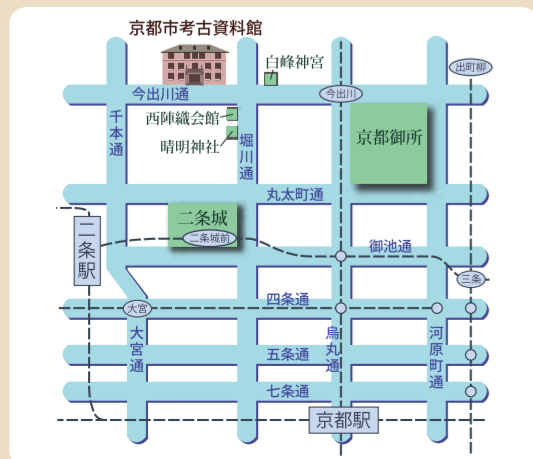 京都市考古資料館
白峰神宮
出町柳
今出川通
今出川
千本通
西陣織会館
晴明神社
堀川通
京都御所
丸太町通
二条城
二条城前
二条駅
御池通
三条
四条通
大宮
大宮通
烏丸通
河原町通
五条通
七条通
京都駅